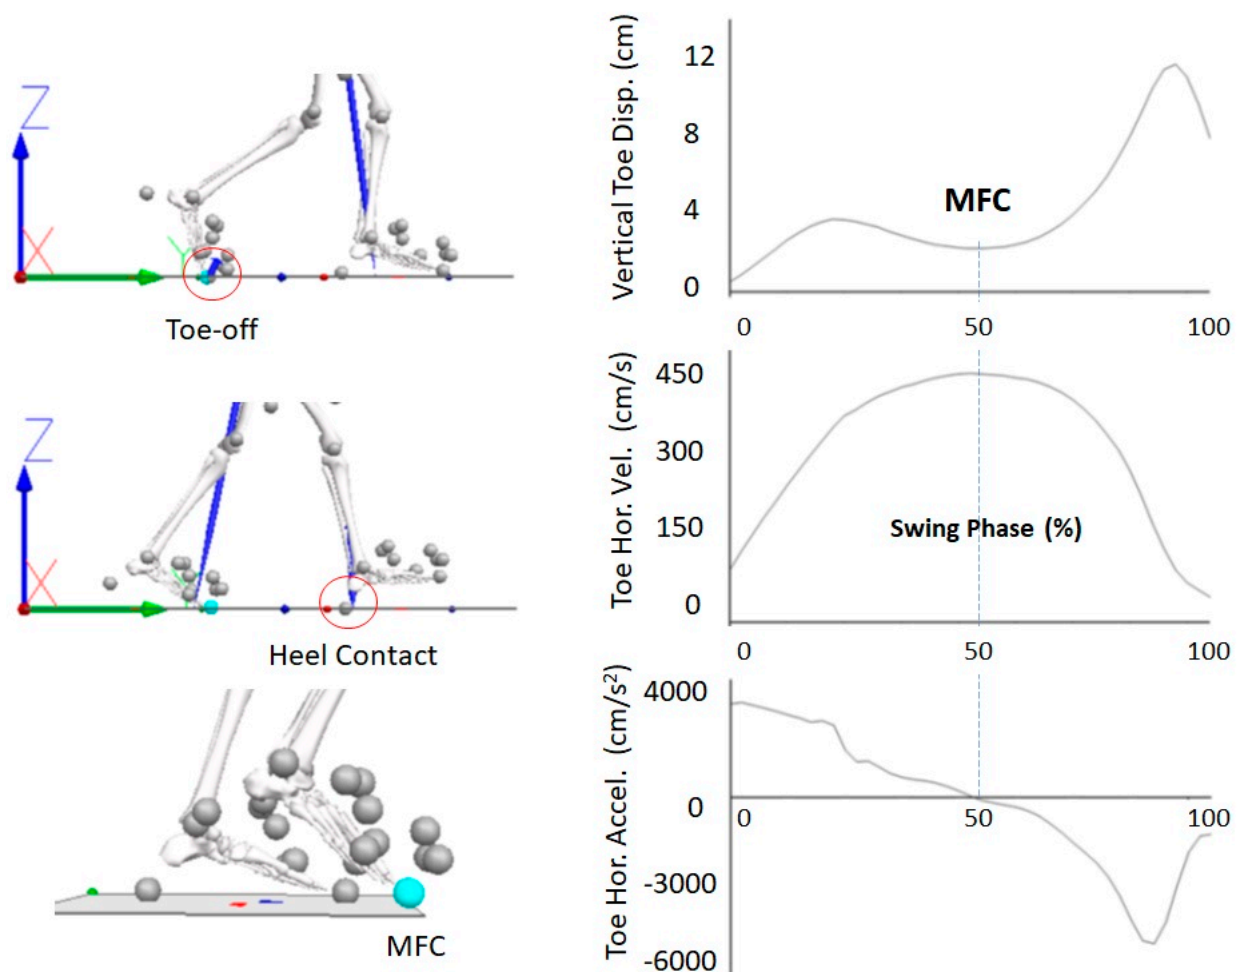 Z
X
Y
Toe-off
Z
X
Y
Heel Contact
MFC
Vertical Toe Disp. (cm)
12
8
4
0
MFC
0 50 100
Toe Hor. Vel. (cm/s)
450
300
150
0
Swing Phase (%)
0 50 100
Toe Hor. Accel. (cm/s²)
4000
0
-3000
-6000
0 50 100